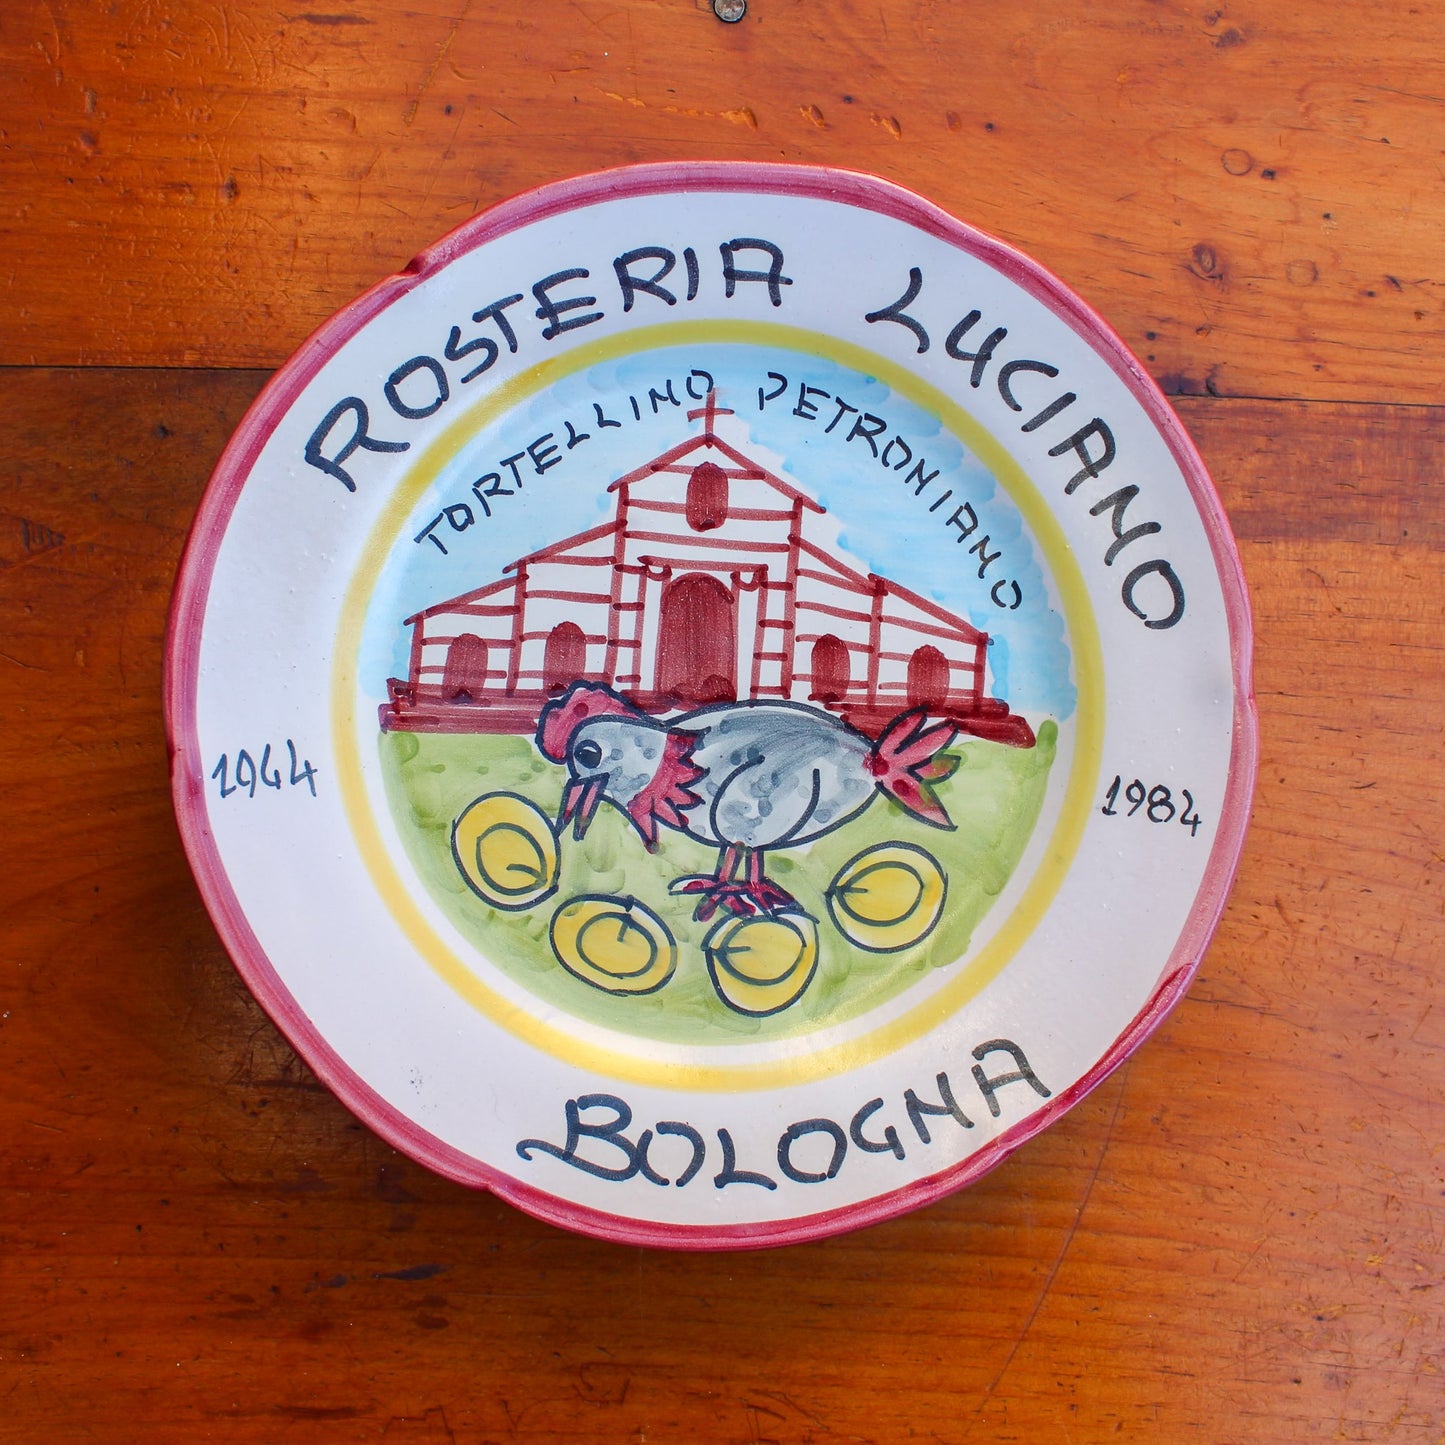 ROSTERIA LUCIANO
TORTELLINO PETRONIANO
1944
1984
BOLOGNA